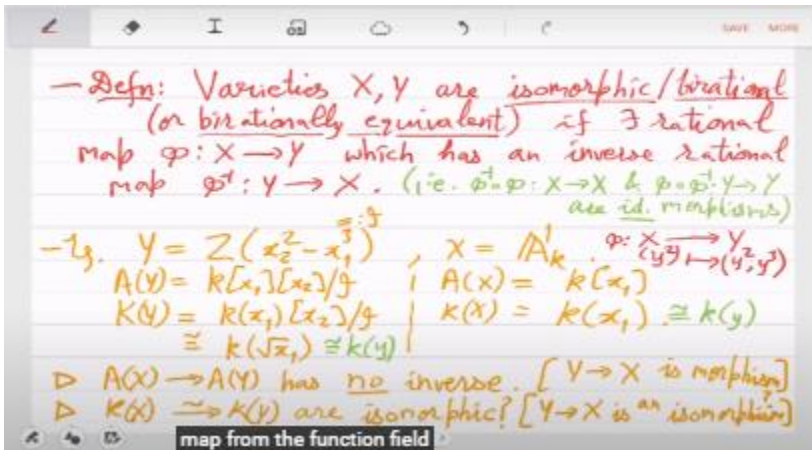 SAVE MORE
— Defn: Varieties X, Y are isomorphic/birational
(or birationally equivalent) if ∃ rational
map φ: X → Y which has an inverse rational
map φ⁻¹: Y → X. (i.e. φ⁻¹∘φ: X→X & φ∘φ⁻¹: Y→Y
are id. morphisms)
— Eg. Y = Z(x₂² - x₁³) =: g , X = A¹ₖ . φ: X → Y
(y²) ↦ (y², y³)
A(Y) = k[x₁][x₂]/g | A(X) = k[x₁]
K(Y) = k(x₁)[x₂]/g | K(X) = k(x₁). ≅ k(y)
≅ k(√x₁) ≅ k(y)
▷ A(X) → A(Y) has no inverse. [Y→X is morphism]
▷ K(X) ⥲ K(Y) are isomorphic? [Y→X is an isomorphism?]
map from the function field